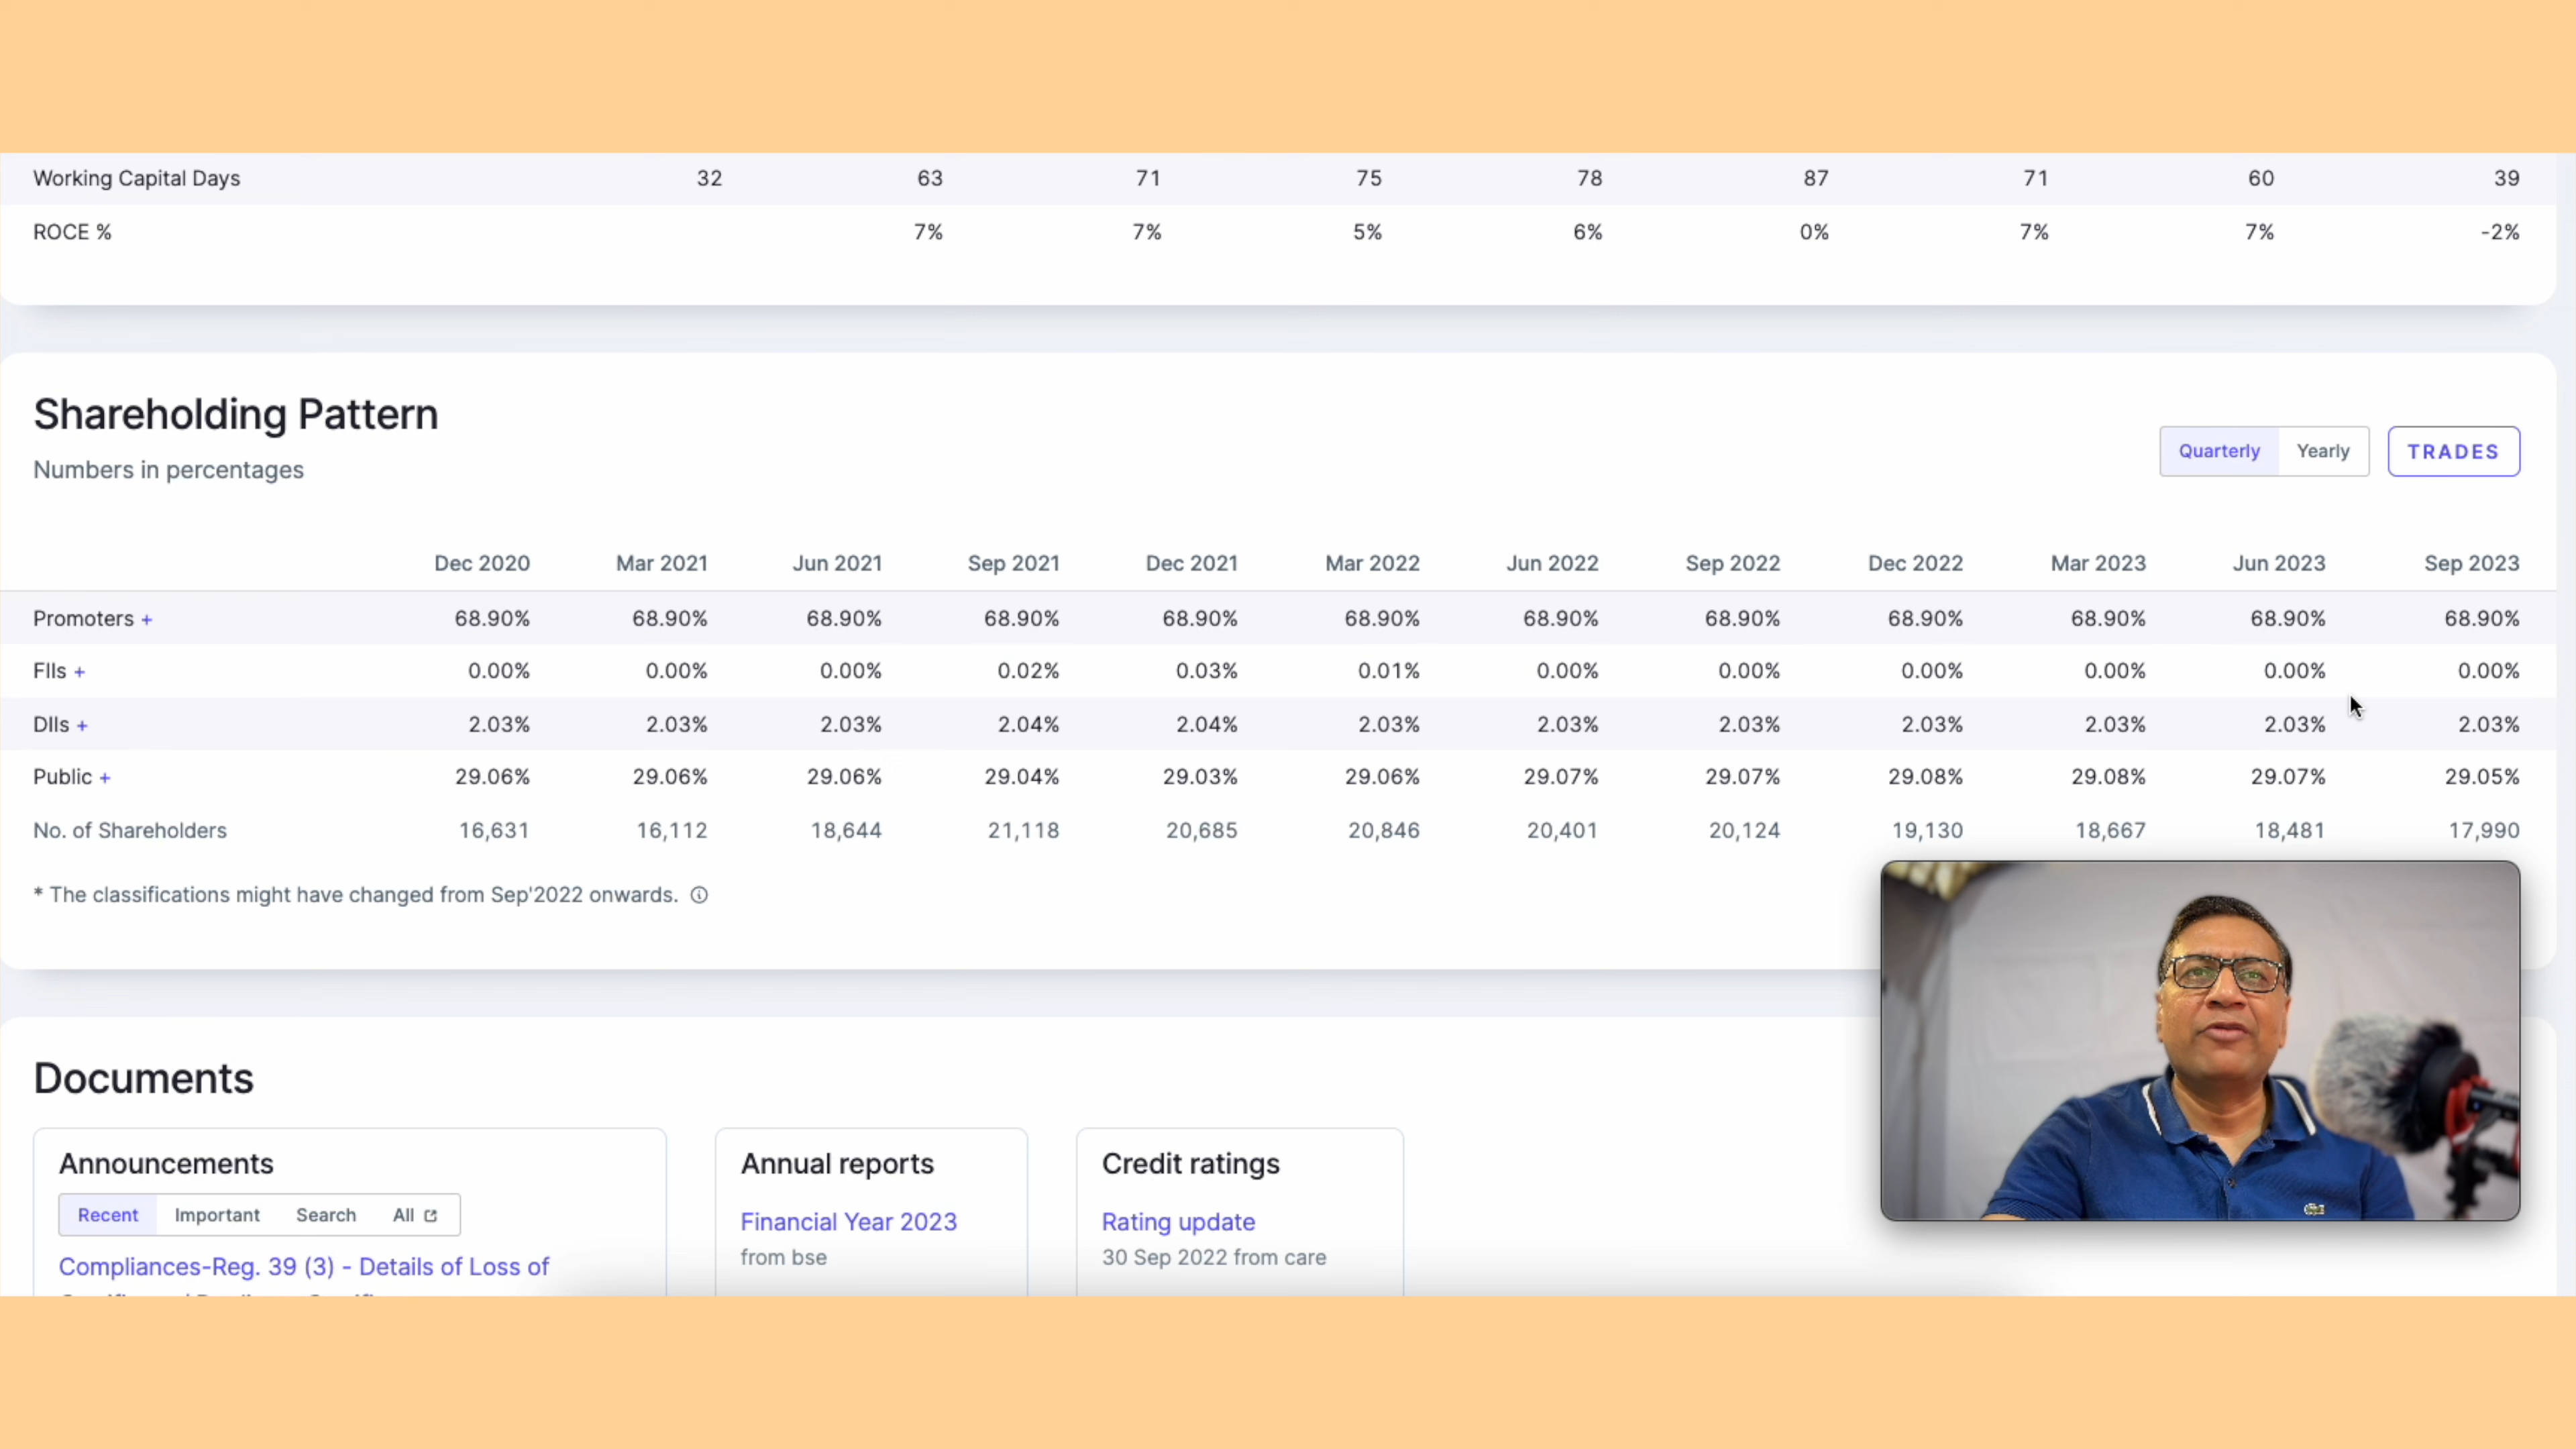 Working Capital Days 32 63 71 75 78 87 71 60 39
ROCE % 7% 7% 5% 6% 0% 7% 7% -2%
Shareholding Pattern
Numbers in percentages
Quarterly Yearly TRADES
Dec 2020 Mar 2021 Jun 2021 Sep 2021 Dec 2021 Mar 2022 Jun 2022 Sep 2022 Dec 2022 Mar 2023 Jun 2023 Sep 2023
Promoters + 68.90% 68.90% 68.90% 68.90% 68.90% 68.90% 68.90% 68.90% 68.90% 68.90% 68.90% 68.90%
FIIs + 0.00% 0.00% 0.00% 0.02% 0.03% 0.01% 0.00% 0.00% 0.00% 0.00% 0.00% 0.00%
DIIs + 2.03% 2.03% 2.03% 2.04% 2.04% 2.03% 2.03% 2.03% 2.03% 2.03% 2.03% 2.03%
Public + 29.06% 29.06% 29.06% 29.04% 29.03% 29.06% 29.07% 29.07% 29.08% 29.08% 29.07% 29.05%
No. of Shareholders 16,631 16,112 18,644 21,118 20,685 20,846 20,401 20,124 19,130 18,667 18,481 17,990
* The classifications might have changed from Sep'2022 onwards.
Documents
Announcements
Recent Important Search All
Compliances-Reg. 39 (3) - Details of Loss of
Annual reports
Financial Year 2023
from bse
Credit ratings
Rating update
30 Sep 2022 from care